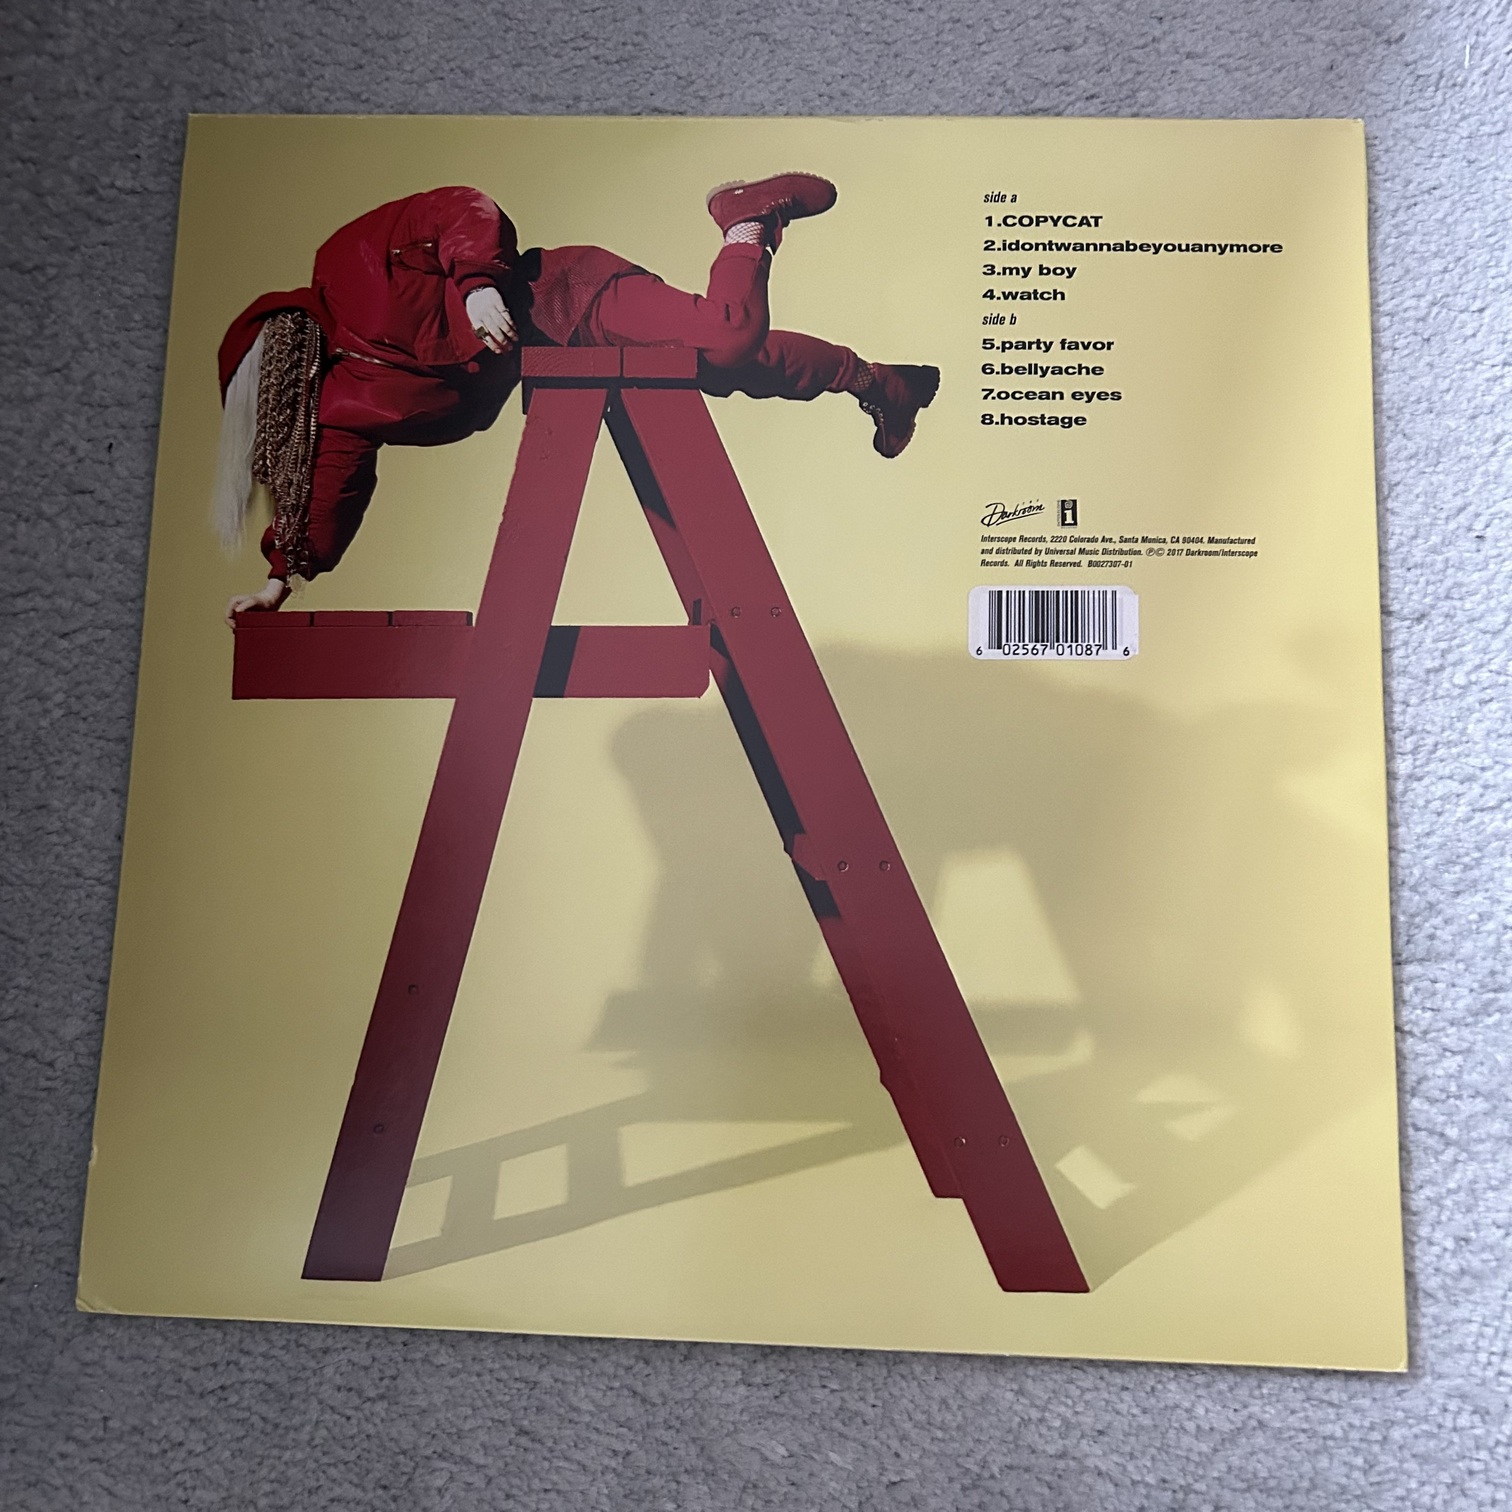 side a
1.COPYCAT
2.idontwannabeyouanymore
3.my boy
4.watch
side b
5.party favor
6.bellyache
7.ocean eyes
8.hostage
Darkroom i
Interscope Records, 2220 Colorado Ave., Santa Monica, CA 90404. Manufactured
and distributed by Universal Music Distribution. ℗© 2017 Darkroom/Interscope
Records. All Rights Reserved. B0027307-01
6 02567 01087 6